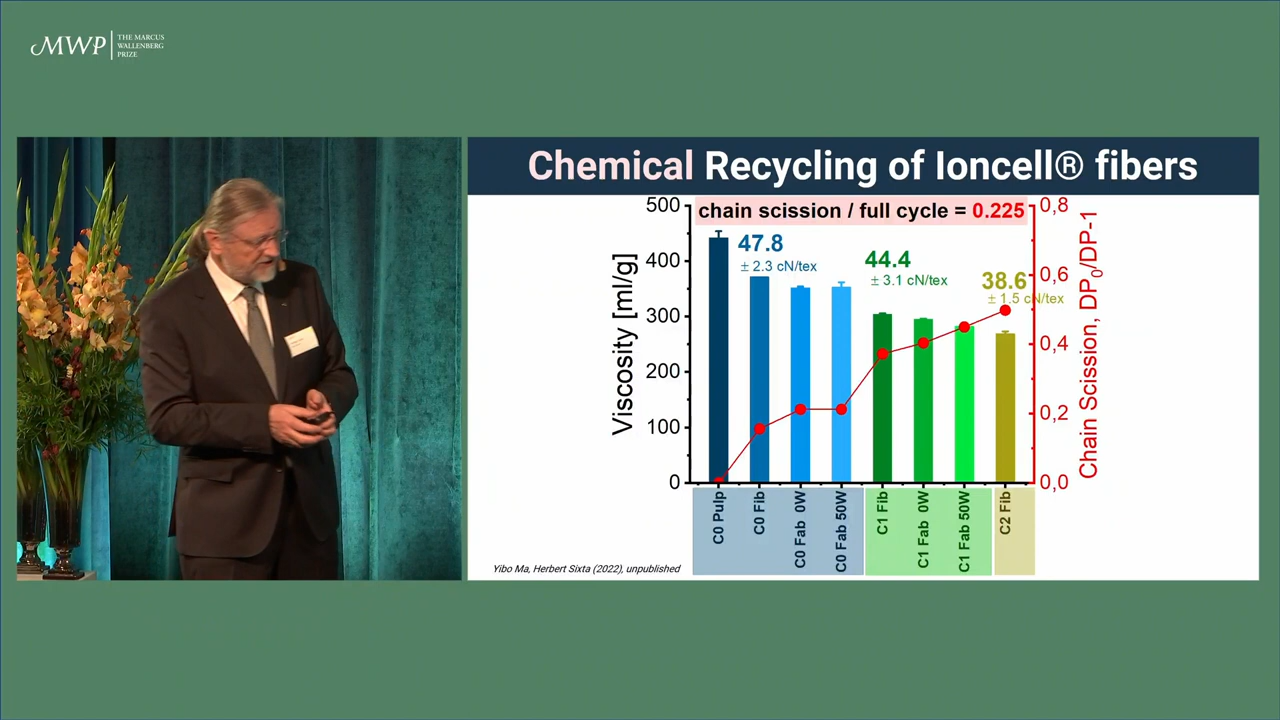 MWP
THE MARCUS
WALLENBERG
PRIZE
Chemical Recycling of Ioncell® fibers
chain scission / full cycle = 0.225
47.8
± 2.3 cN/tex
44.4
± 3.1 cN/tex
38.6
± 1.5 cN/tex
Viscosity [ml/g]
500
400
300
200
100
0
0,8
0,6
0,4
0,2
0,0
Chain Scission, DP₀/DP-1
C0 Pulp
C0 Fib
C0 Fab 0W
C0 Fab 50W
C1 Fib
C1 Fab 0W
C1 Fab 50W
C2 Fib
Yibo Ma, Herbert Sixta (2022), unpublished